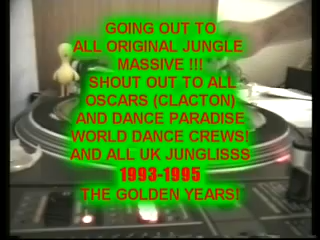 GOING OUT TO
ALL ORIGINAL JUNGLE
MASSIVE !!!
SHOUT OUT TO ALL
OSCARS (CLACTON)
AND DANCE PARADISE
WORLD DANCE CREWS!
AND ALL UK JUNGLISSS
1993-1995
THE GOLDEN YEARS!